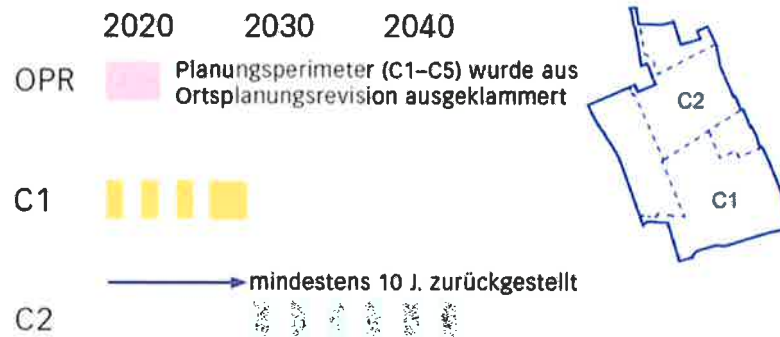 2020 2030 2040
OPR
Planungsperimeter (C1–C5) wurde aus
Ortsplanungsrevision ausgeklammert
C2
C1
C1
mindestens 10 J. zurückgestellt
C2